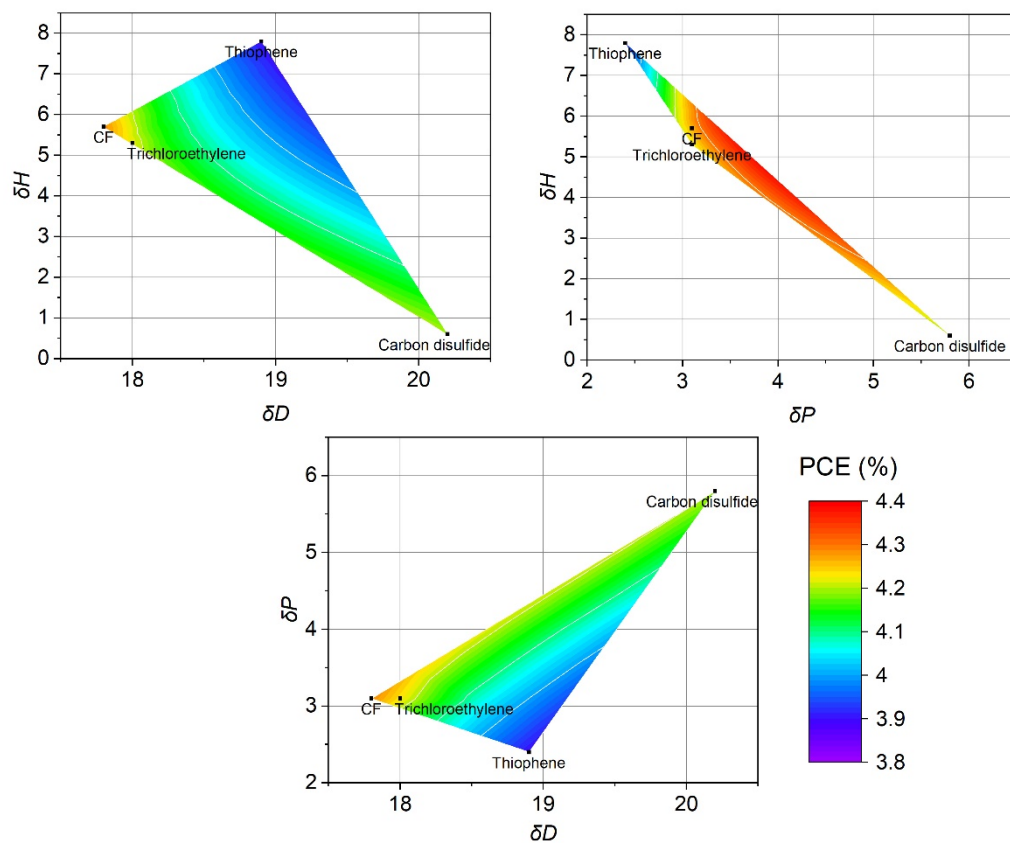 8
7
6
5
4
3
2
1
0
δH
Thiophene
CF
Trichloroethylene
Carbon disulfide
18
19
20
δD
8
7
6
5
4
3
2
1
0
δH
Thiophene
CF
Trichloroethylene
Carbon disulfide
2
3
4
5
6
δP
6
5
4
3
2
δP
Carbon disulfide
CF
Trichloroethylene
Thiophene
18
19
20
δD
PCE (%)
4.4
4.3
4.2
4.1
4.0
3.9
3.8